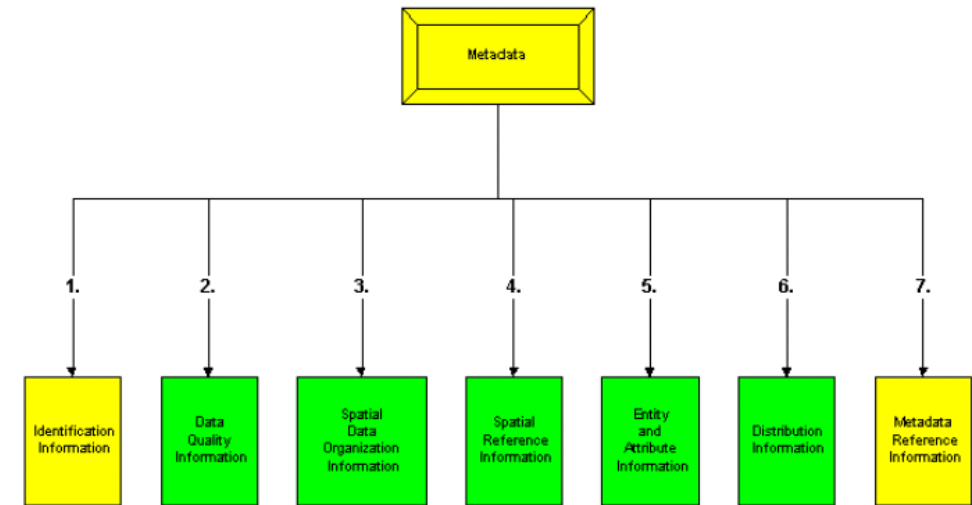 Metadata
1.
2.
3.
4.
5.
6.
7.
Identification
Information
Data
Quality
Information
Spatial
Data
Organization
Information
Spatial
Reference
Information
Entity
and
Attribute
Information
Distribution
Information
Metadata
Reference
Information